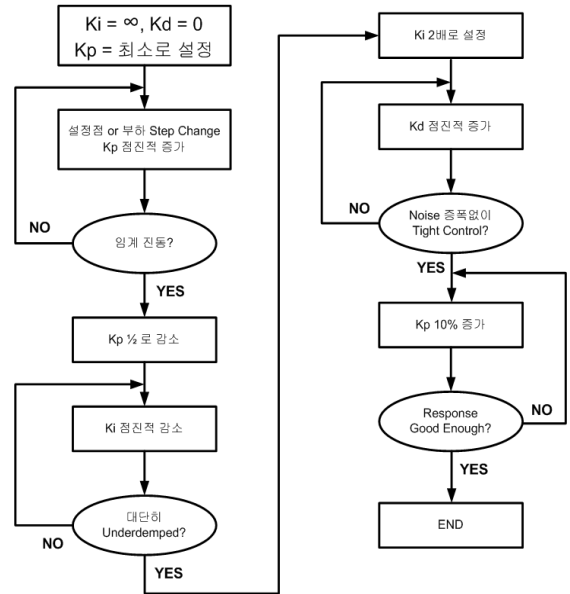 Ki = ∞, Kd = 0
Kp = 최소로 설정
설정점 or 부하 Step Change
Kp 점진적 증가
임계 진동?
NO
YES
Kp ½ 로 감소
Ki 점진적 감소
대단히
Underdemped?
NO
YES
Ki 2배로 설정
Kd 점진적 증가
Noise 증폭없이
Tight Control?
NO
YES
Kp 10% 증가
Response
Good Enough?
NO
YES
END